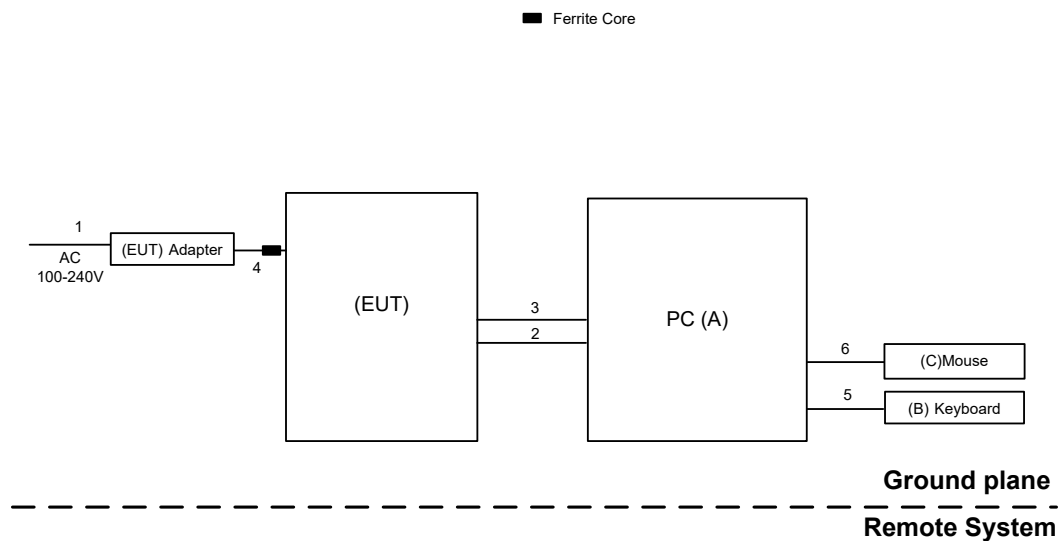 Ferrite Core
1
(EUT) Adapter
AC
100-240V
4
(EUT)
3
2
PC (A)
6
(C)Mouse
5
(B) Keyboard
Ground plane
Remote System